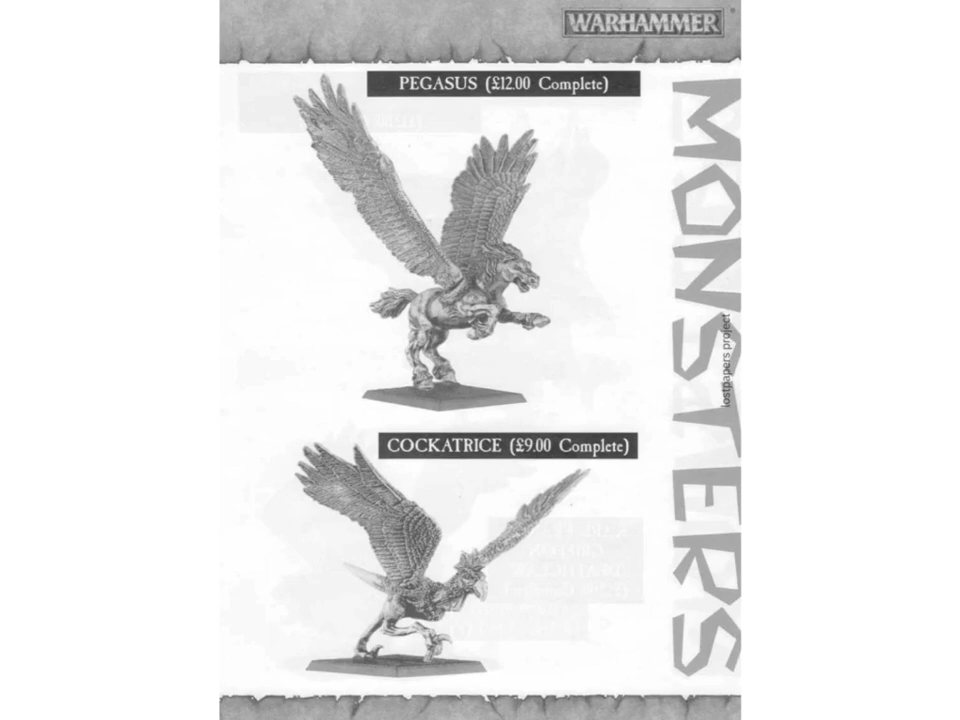 WARHAMMER
PEGASUS (£12.00 Complete)
MONSTERS
lostpapers project
COCKATRICE (£9.00 Complete)